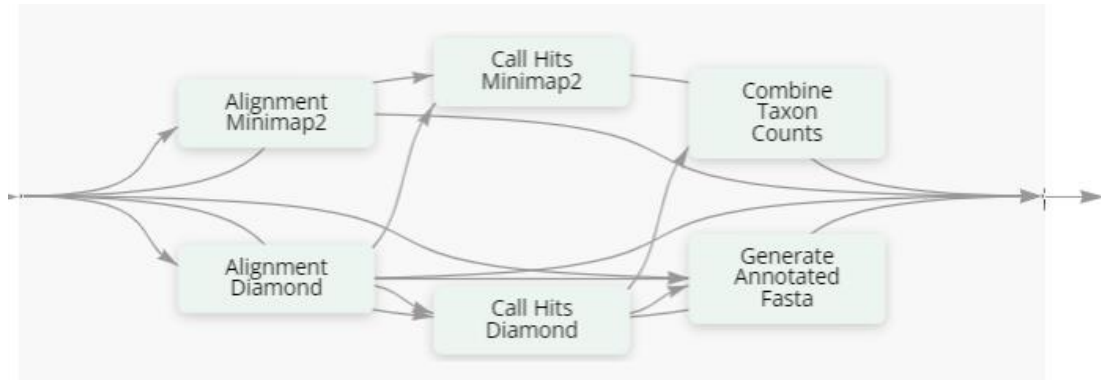 Call Hits
Minimap2
Alignment
Minimap2
Combine
Taxon
Counts
Alignment
Diamond
Generate
Annotated
Fasta
Call Hits
Diamond